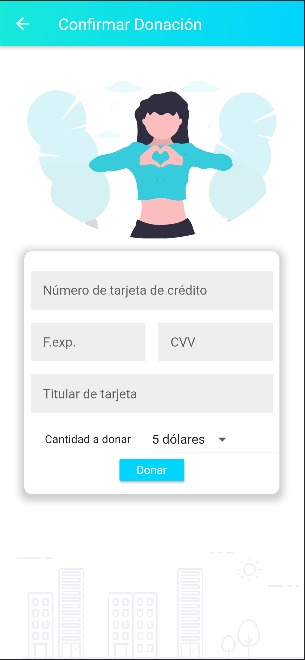 Confirmar Donación
Número de tarjeta de crédito
F.exp. CVV
Titular de tarjeta
Cantidad a donar 5 dólares
Donar